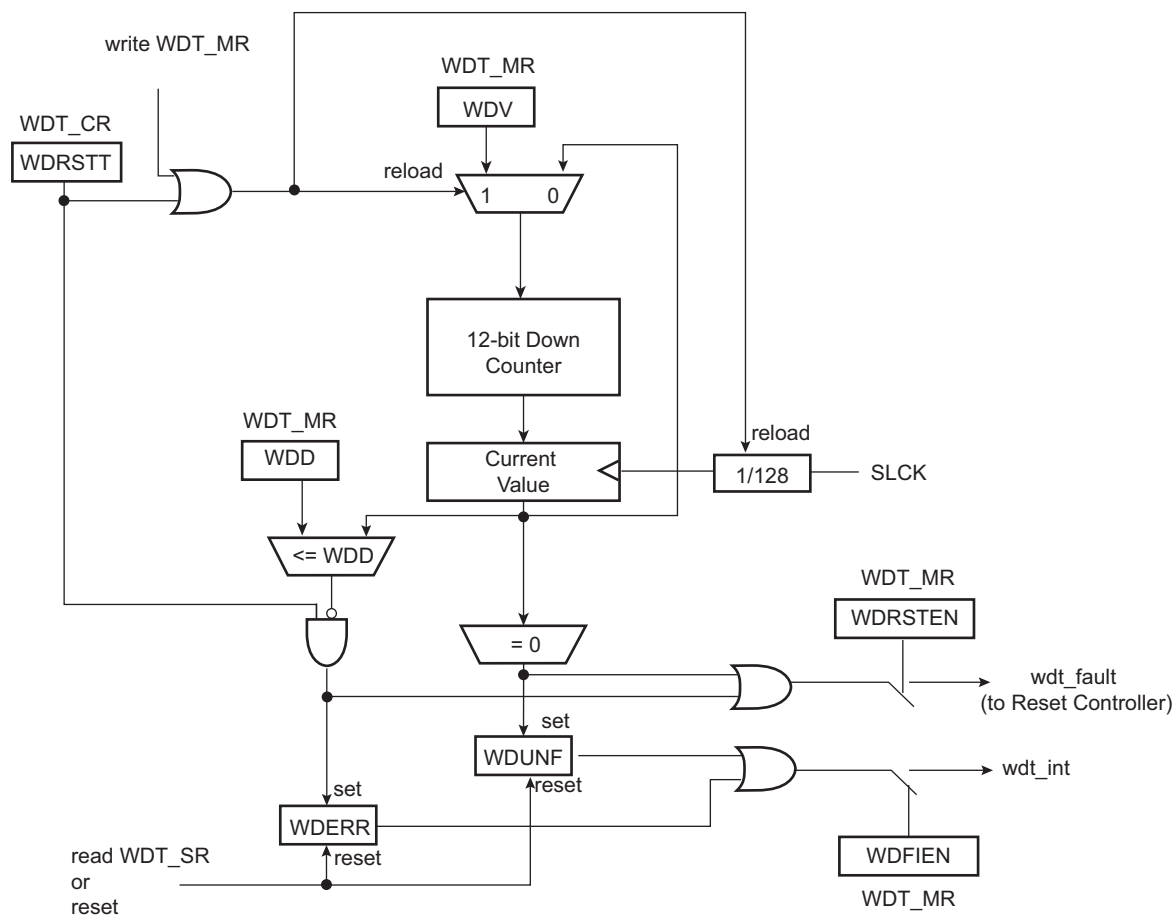 write WDT_MR
WDT_MR
WDV
WDT_CR
WDRSTT
reload
1 0
12-bit Down
Counter
WDT_MR
WDD
reload
Current
Value
1/128
SLCK
<= WDD
WDT_MR
WDRSTEN
= 0
wdt_fault
(to Reset Controller)
set
WDUNF
reset
wdt_int
set
WDERR
reset
read WDT_SR
or
reset
WDFIEN
WDT_MR